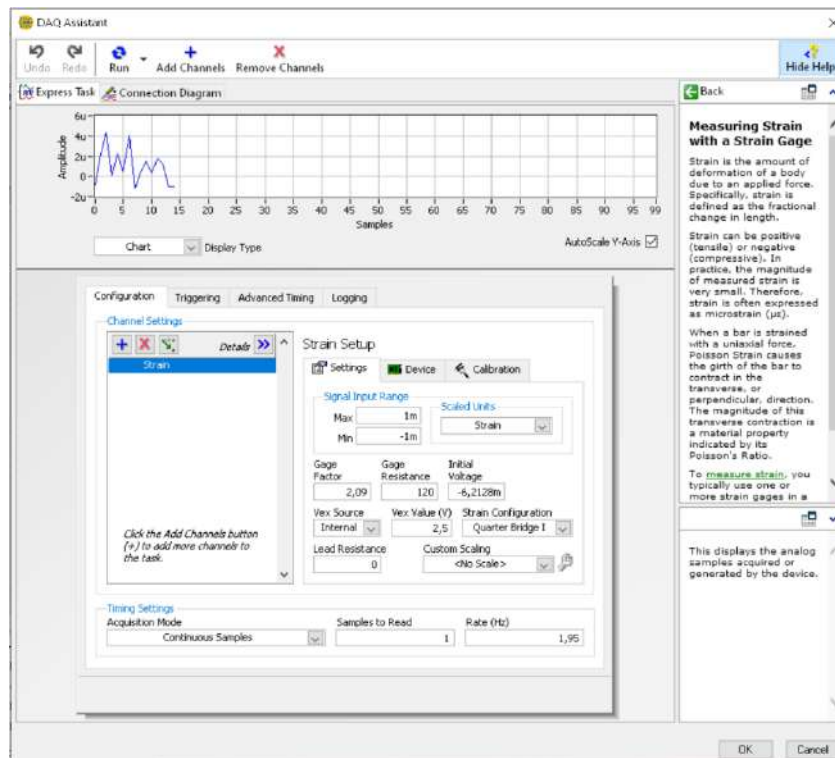 DAQ Assistant
Undo Redo Run Add Channels Remove Channels Hide Help
Express Task Connection Diagram
Back
6u
4u
2u
0
-2u
Amplitude
0 5 10 15 20 25 30 35 40 45 50 55 60 65 70 75 80 85 90 95 99
Samples
Chart Display Type AutoScale Y-Axis
Configuration Triggering Advanced Timing Logging
Channel Settings
Details
Strain
Click the Add Channels button
(+) to add more channels to
the task.
Strain Setup
Settings Device Calibration
Signal Input Range
Max 1m
Min -1m
Scaled Units
Strain
Gage Factor
2,09
Gage Resistance
120
Initial Voltage
-6,2128m
Vex Source
Internal
Vex Value (V)
2,5
Strain Configuration
Quarter Bridge I
Lead Resistance
0
Custom Scaling
<No Scale>
Timing Settings
Acquisition Mode
Continuous Samples
Samples to Read
1
Rate (Hz)
1,95
Measuring Strain
with a Strain Gage
Strain is the amount of
deformation of a body
due to an applied force.
Specifically, strain is
defined as the fractional
change in length.
Strain can be positive
(tensile) or negative
(compressive). In
practice, the magnitude
of measured strain is
very small. Therefore,
strain is often expressed
as microstrain (µε).
When a bar is strained
with a uniaxial force,
Poisson Strain causes
the girth of the bar to
contract in the
transverse, or
perpendicular, direction.
The magnitude of this
transverse contraction is
a material property
indicated by its
Poisson's Ratio.
To measure strain, you
typically use one or
more strain gages in a
This displays the analog
samples acquired or
generated by the device.
OK Cancel